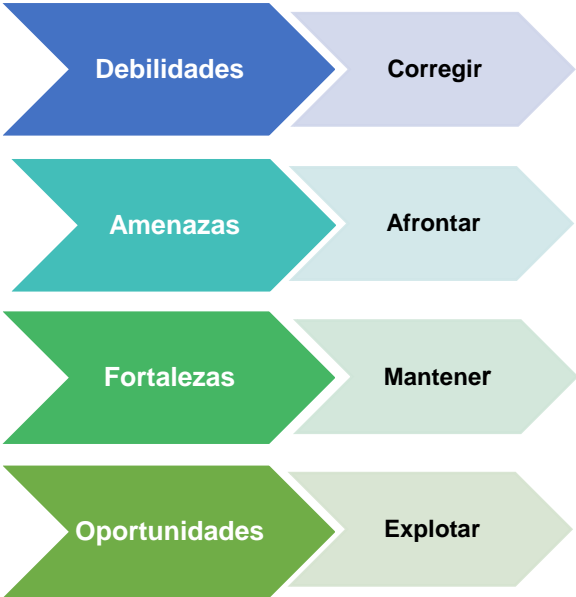 Debilidades
Corregir
Amenazas
Afrontar
Fortalezas
Mantener
Oportunidades
Explotar